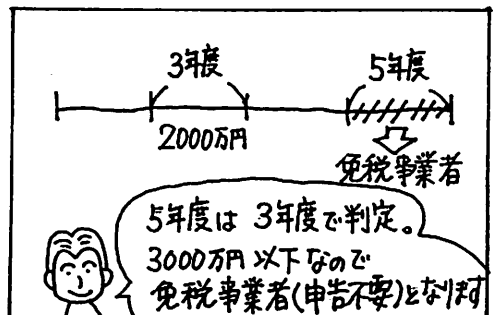 3年度
5年度
2000万円
免税事業者
5年度は3年度で判定。
3000万円以下なので
免税事業者(申告不要)となります